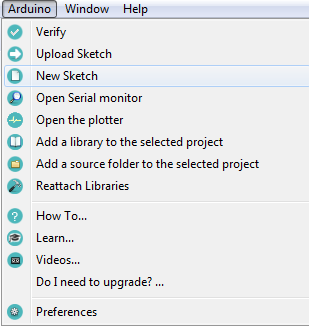 Arduino Window Help
Verify
Upload Sketch
New Sketch
Open Serial monitor
Open the plotter
Add a library to the selected project
Add a source folder to the selected project
Reattach Libraries
How To...
Learn...
Videos...
Do I need to upgrade? ...
Preferences